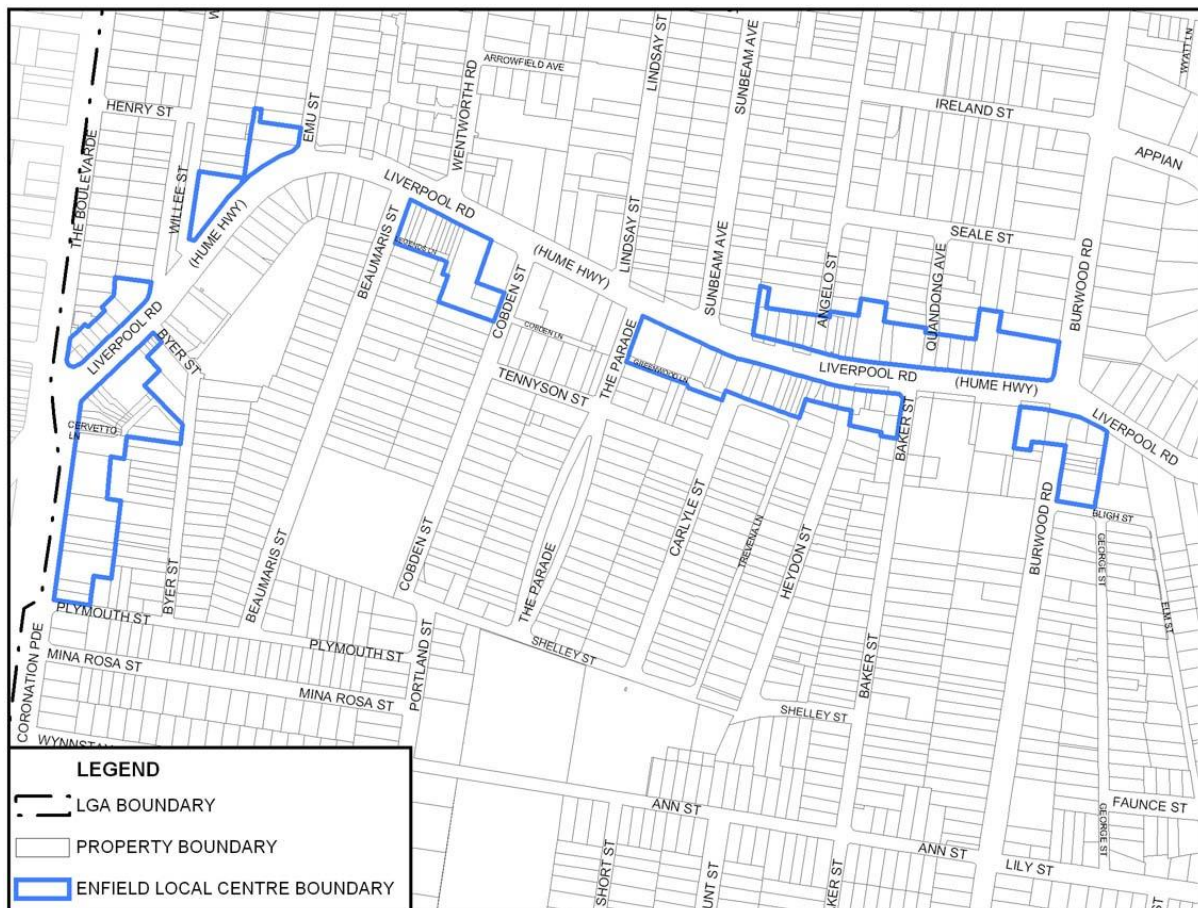 LINDSAY ST
SUNBEAM AVE
WYATT LN
ARROWFIELD AVE
WENTWORTH RD
HENRY ST
EMU ST
IRELAND ST
APPIAN
THE BOULEVARDE
WILLEE ST
LIVERPOOL RD
(HUME HWY)
BEAUMARIS ST
LINDSAY ST
SUNBEAM AVE
ANGELO ST
SEALE ST
QUANDONG AVE
BURWOOD RD
(HUME HWY)
COBDEN ST
(HUME HWY)
LIVERPOOL RD
BYER ST
COBDEN LN
THE PARADE
GREENWOOD LN
LIVERPOOL RD
(HUME HWY)
TENNYSON ST
BAKER ST
LIVERPOOL RD
CERVETTO
LN
CARLYLE ST
TREVENA LN
HEYDON ST
BURWOOD RD
BLIGH ST
GEORGE ST
ELM ST
BYER ST
BEAUMARIS ST
COBDEN ST
THE PARADE
PLYMOUTH ST
PLYMOUTH ST
PORTLAND ST
SHELLEY ST
BAKER ST
SHELLEY ST
CORONATION PDE
MINA ROSA ST
MINA ROSA ST
ANN ST
FAUNCE ST
GEORGE ST
ANN ST
LILY ST
SHORT ST
LEGEND
LGA BOUNDARY
PROPERTY BOUNDARY
ENFIELD LOCAL CENTRE BOUNDARY